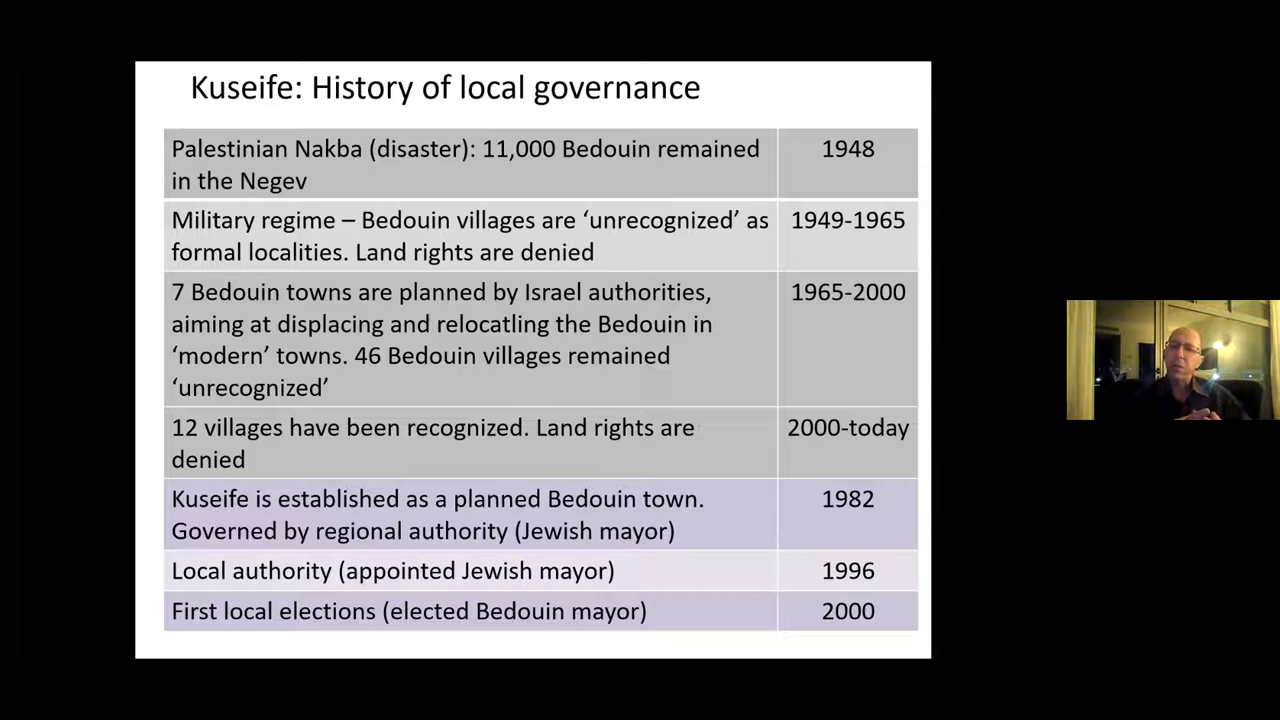 Kuseife: History of local governance
Palestinian Nakba (disaster): 11,000 Bedouin remained 1948
in the Negev
Military regime – Bedouin villages are ‘unrecognized’ as 1949-1965
formal localities. Land rights are denied
7 Bedouin towns are planned by Israel authorities, 1965-2000
aiming at displacing and relocatling the Bedouin in
‘modern’ towns. 46 Bedouin villages remained
‘unrecognized’
12 villages have been recognized. Land rights are 2000-today
denied
Kuseife is established as a planned Bedouin town. 1982
Governed by regional authority (Jewish mayor)
Local authority (appointed Jewish mayor) 1996
First local elections (elected Bedouin mayor) 2000